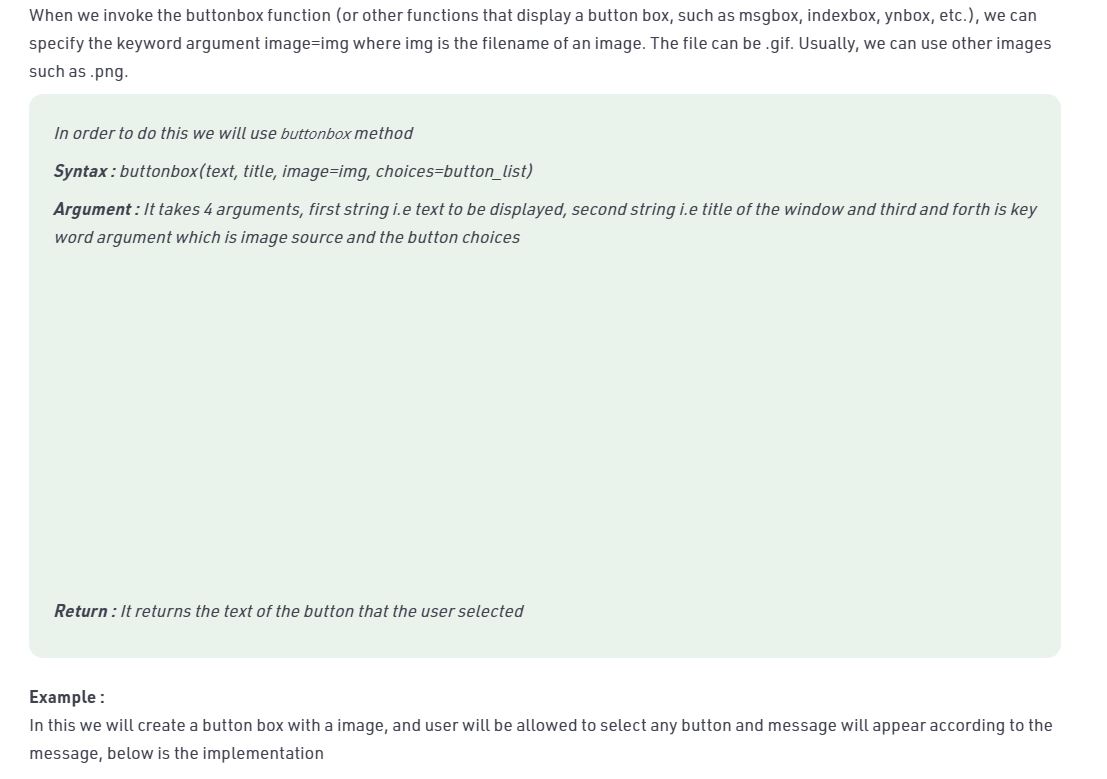 When we invoke the buttonbox function (or other functions that display a button box, such as msgbox, indexbox, ynbox, etc.), we can
specify the keyword argument image=img where img is the filename of an image. The file can be .gif. Usually, we can use other images
such as .png.
In order to do this we will use buttonbox method
Syntax : buttonbox(text, title, image=img, choices=button_list)
Argument : It takes 4 arguments, first string i.e text to be displayed, second string i.e title of the window and third and forth is key
word argument which is image source and the button choices
Return : It returns the text of the button that the user selected
Example :
In this we will create a button box with a image, and user will be allowed to select any button and message will appear according to the
message, below is the implementation